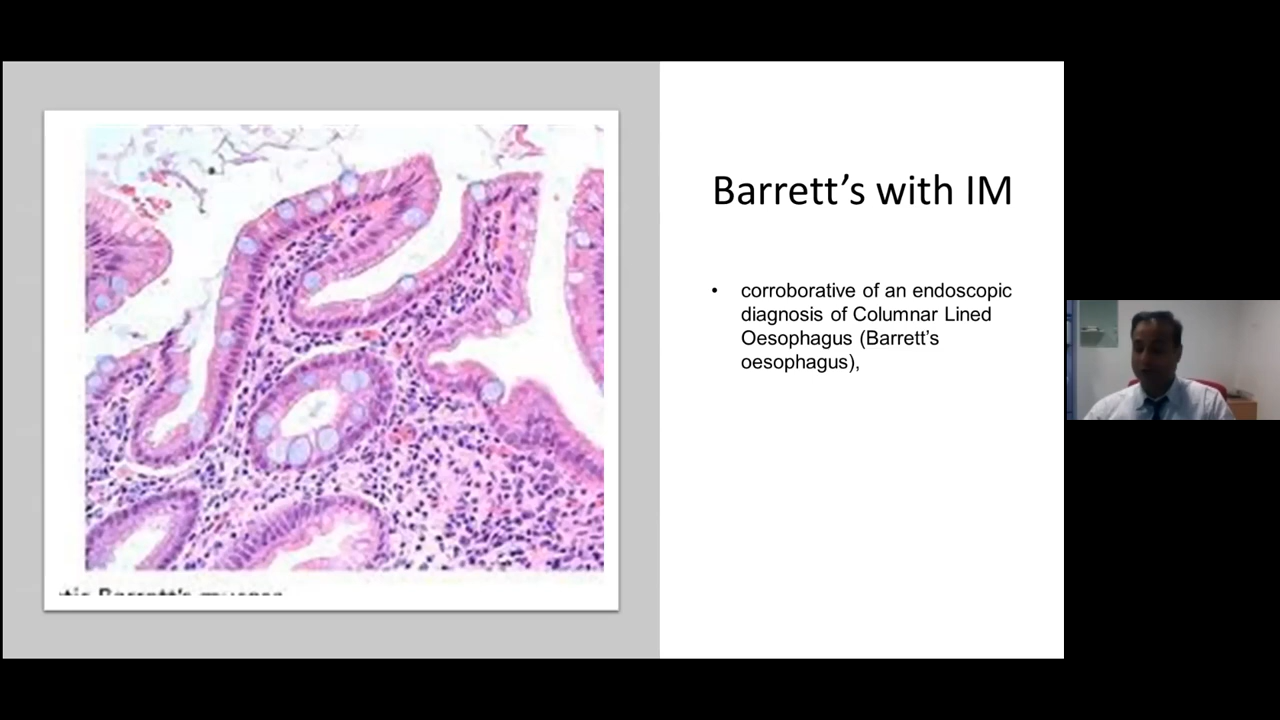 Barrett’s with IM
• corroborative of an endoscopic
diagnosis of Columnar Lined
Oesophagus (Barrett’s
oesophagus),
Barrett's mucosa